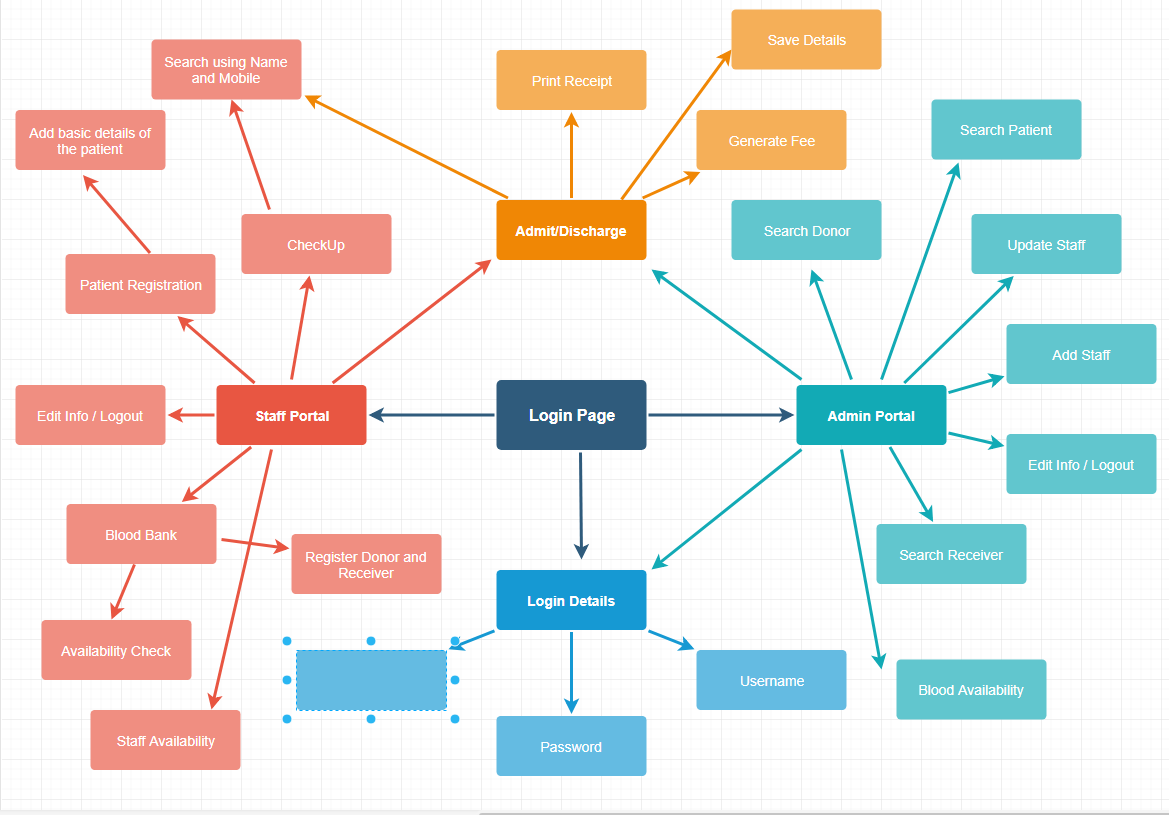 Save Details
Search using Name
and Mobile
Print Receipt
Add basic details of
the patient
Generate Fee
Search Patient
Admit/Discharge
Search Donor
CheckUp
Update Staff
Patient Registration
Add Staff
Edit Info / Logout
Staff Portal
Login Page
Admin Portal
Edit Info / Logout
Blood Bank
Register Donor and
Receiver
Search Receiver
Login Details
Availability Check
Username
Blood Availability
Staff Availability
Password